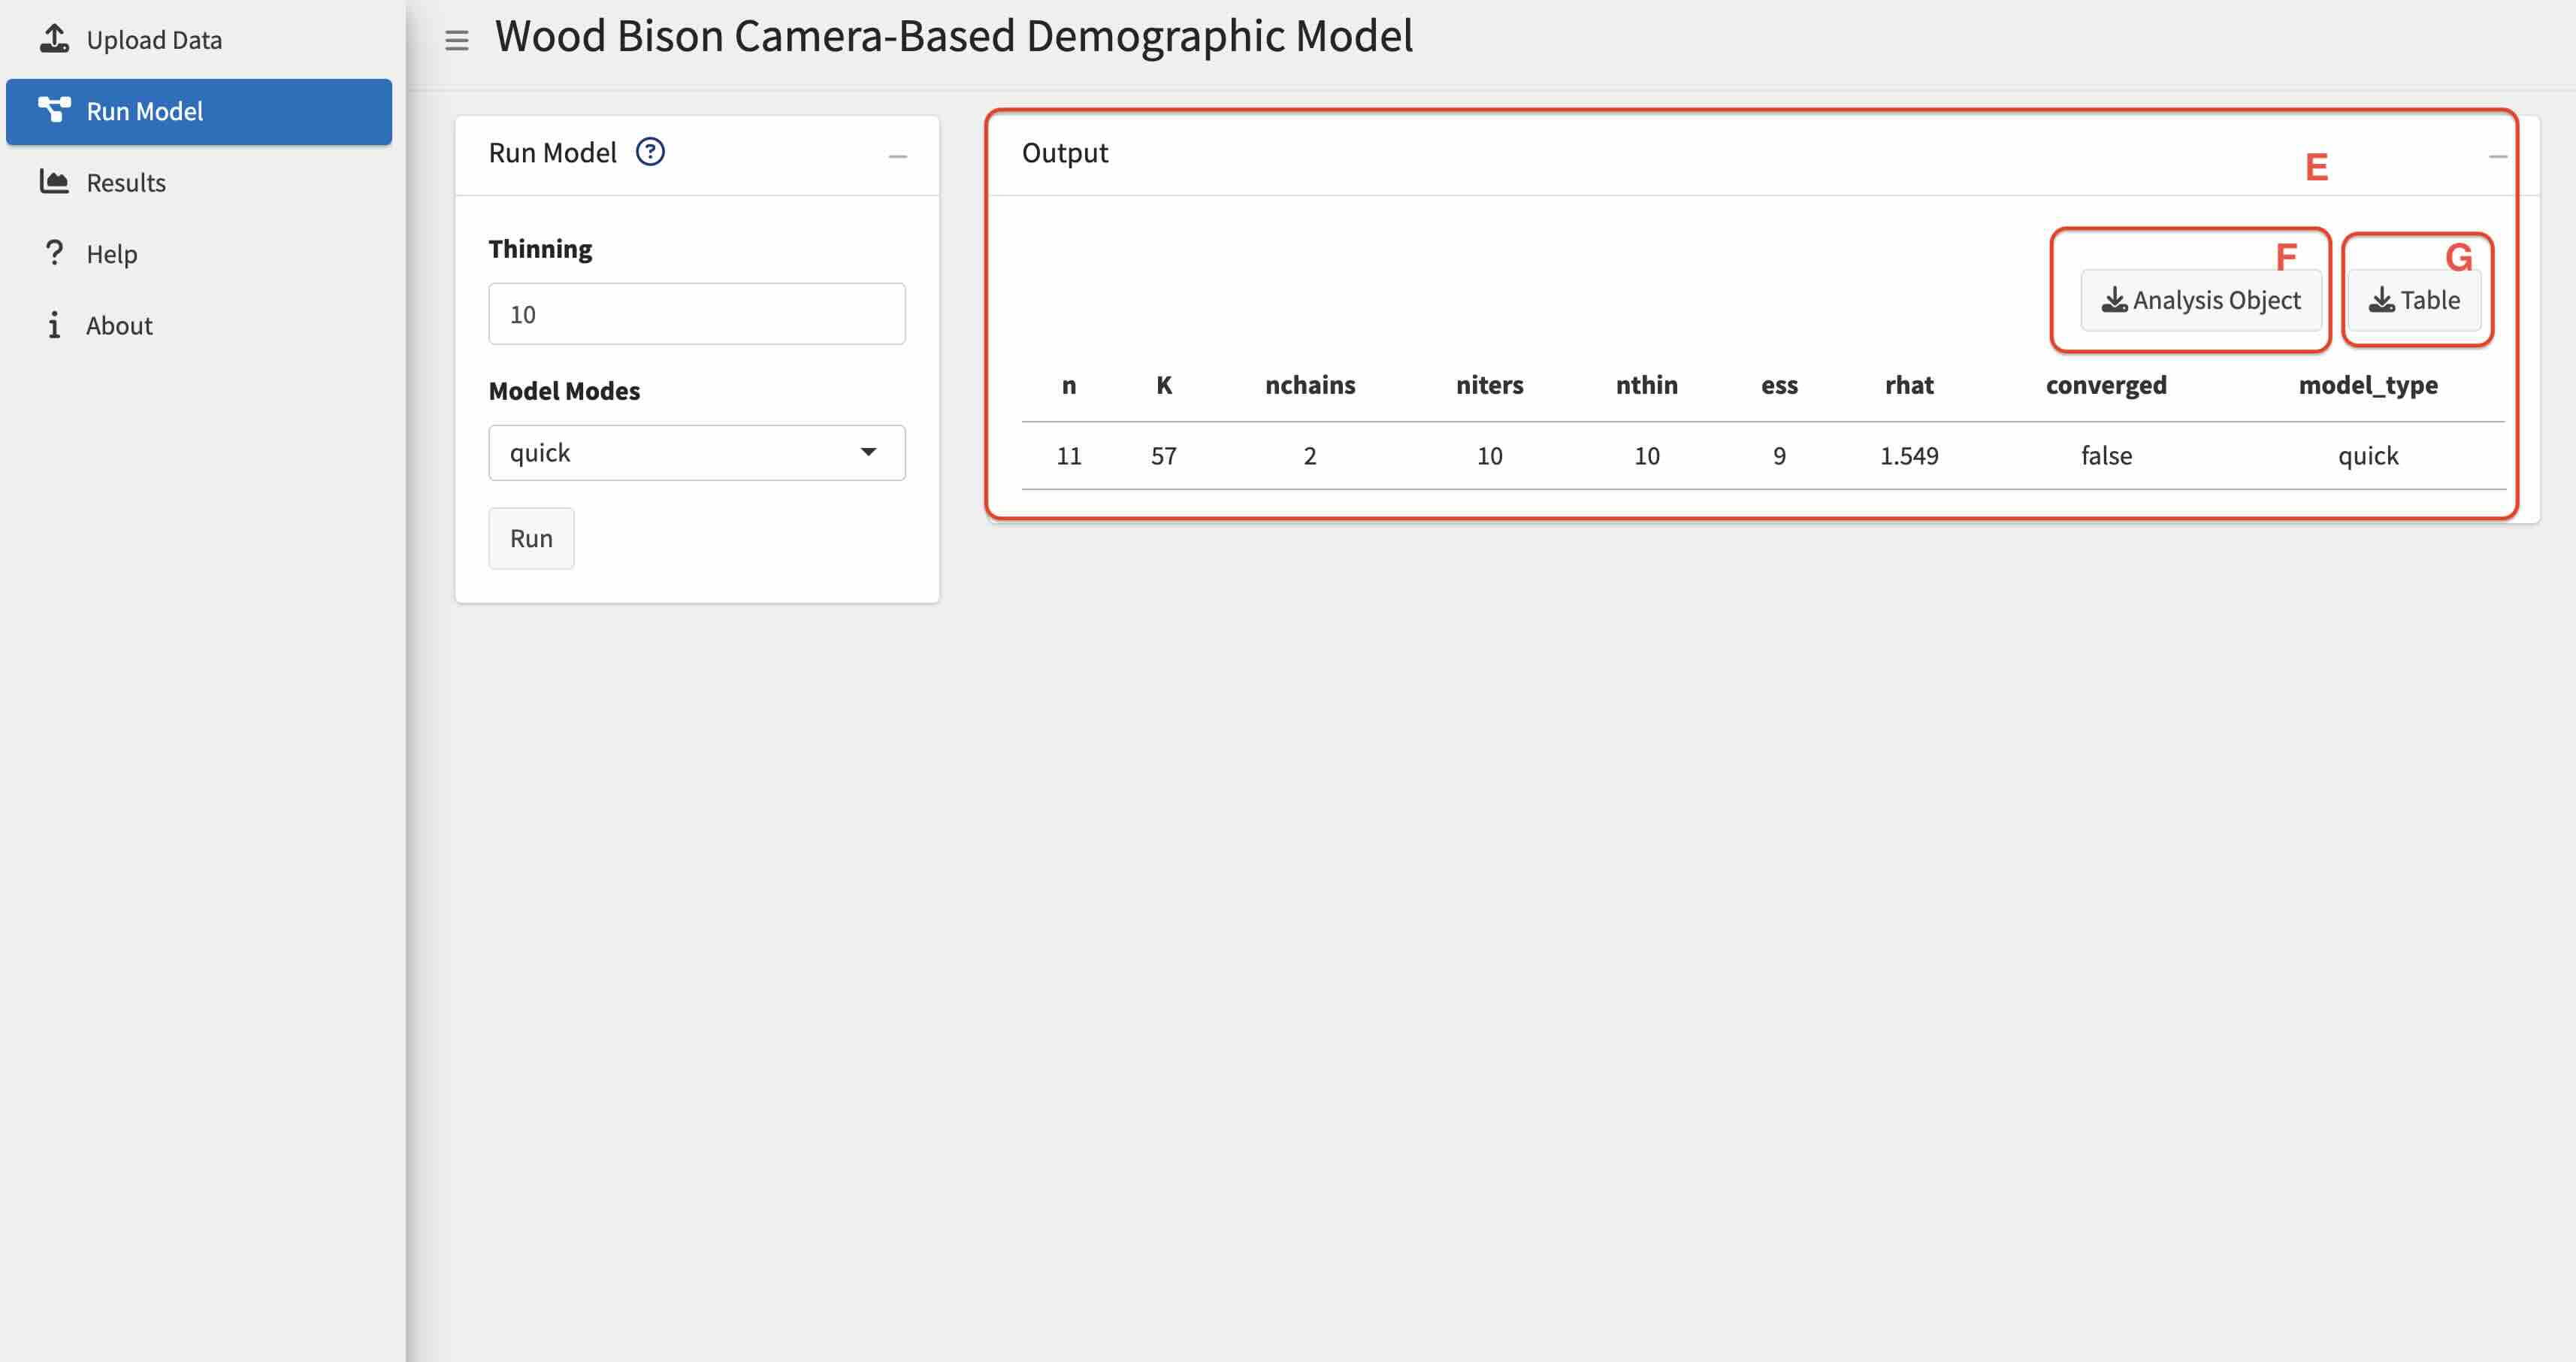 Upload Data
Run Model
Results
Help
About
Wood Bison Camera-Based Demographic Model
Run Model ?
Thinning
10
Model Modes
quick
Run
Output
E
F
G
Analysis Object Table
n K nchains niters nthin ess rhat converged model_type
11 57 2 10 10 9 1.549 false quick